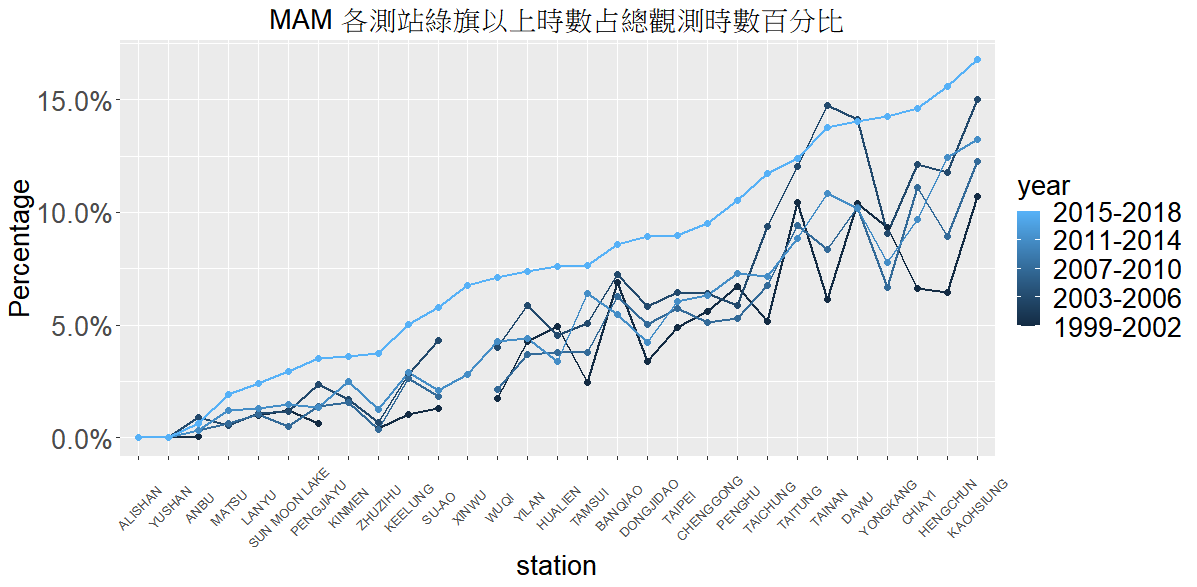 MAM 各測站綠旗以上時數占總觀測時數百分比
Percentage
15.0%
10.0%
5.0%
0.0%
ALISHAN
YUSHAN
ANBU
MATSU
LANYU
SUN MOON LAKE
PENGJIAYU
KINMEN
ZHUZIHU
KEELUNG
SU-AO
XINWU
WUQI
YILAN
HUALIEN
TAMSUI
BANQIAO
DONGJIDAO
TAIPEI
CHENGGONG
PENGHU
TAICHUNG
TAITUNG
TAINAN
DAWU
YONGKANG
CHIAYI
HENGCHUN
KAOHSIUNG
station
year
2015-2018
2011-2014
2007-2010
2003-2006
1999-2002